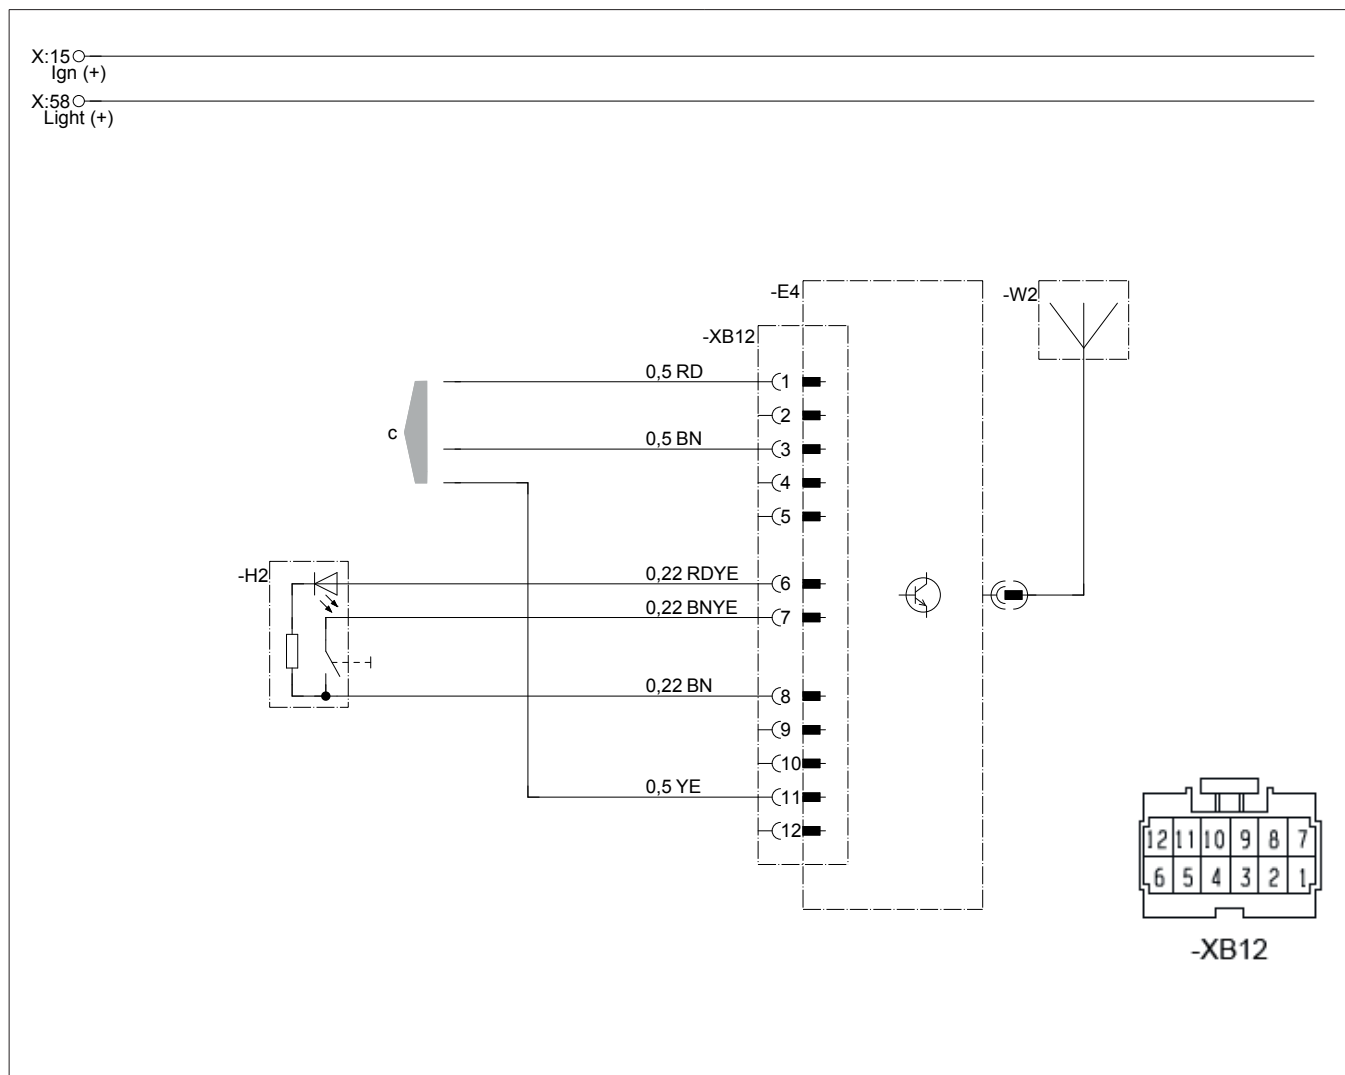 X:15
Ign (+)
X:58
Light (+)
-E4
-W2
-XB12
0,5 RD
1
2
c
0,5 BN
3
4
5
-H2
0,22 RDYE
6
0,22 BNYE
7
0,22 BN
8
9
10
0,5 YE
11
12
12 11 10 9 8 7
6 5 4 3 2 1
-XB12